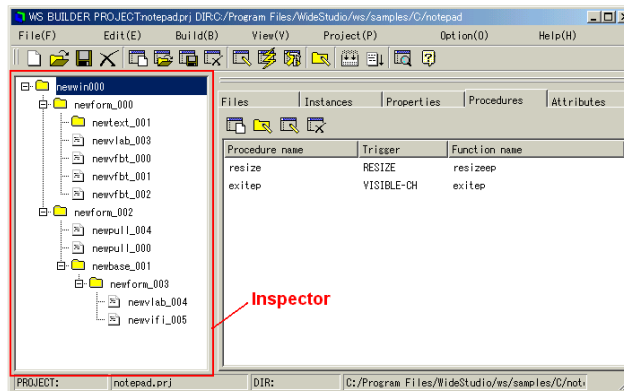 WS BUILDER PROJECT:notepad.prj DIR:C:/Program Files/WideStudio/ws/samples/C/notepad
File(F) Edit(E) Build(B) View(V) Project(P) Option(O) Help(H)
newwin000
newform_000
newtext_001
newvlab_003
newvfbt_000
newvfbt_001
newvfbt_002
newform_002
newpull_004
newpull_000
newbase_001
newform_003
newvlab_004
newvifi_005
Inspector
Files Instances Properties Procedures Attributes
Procedure name Trigger Function name
resize RESIZE resizeep
exitep VISIBLE-CH exitep
PROJECT: notepad.prj DIR: C:/Program Files/WideStudio/ws/samples/C/not